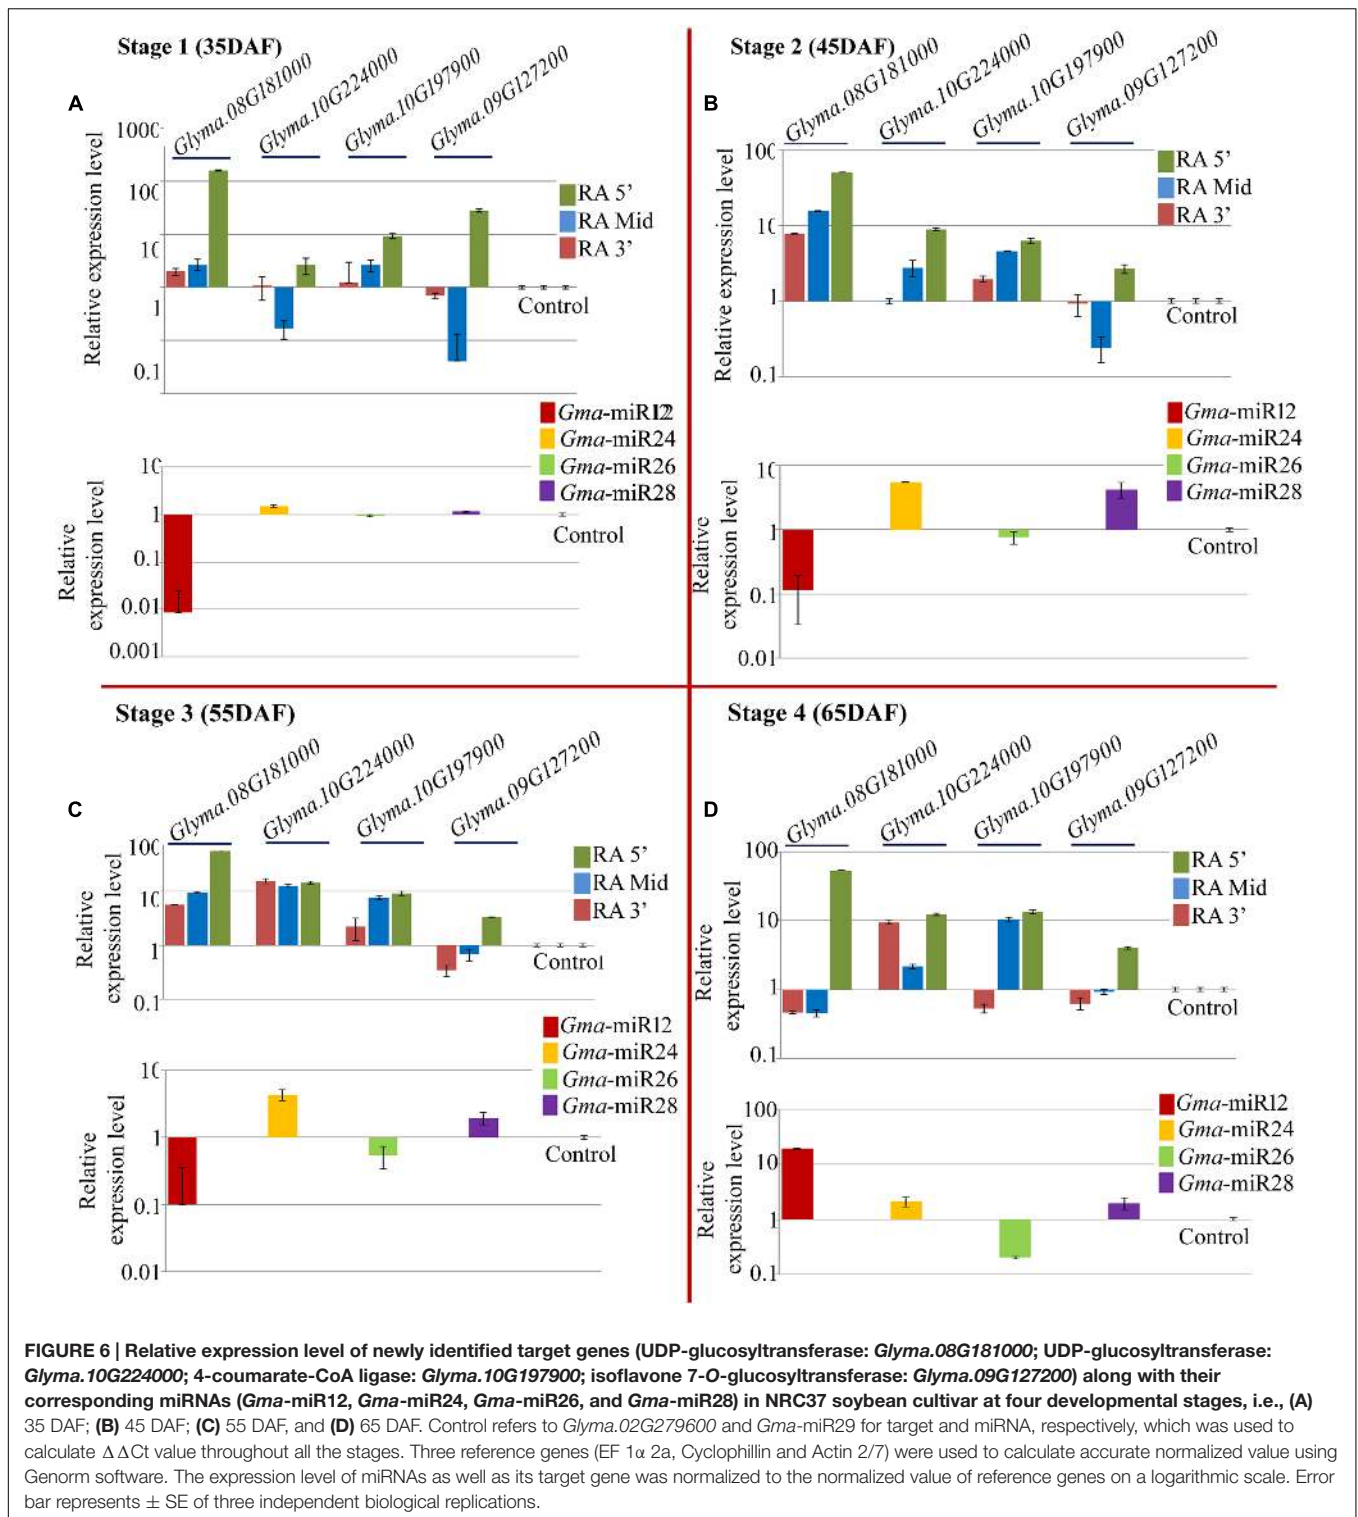 Stage 1 (35DAF)
A
Glyma.08G181000
Glyma.10G224000
Glyma.10G197900
Glyma.09G127200
Relative expression level
1000
100
10
1
0.1
RA 5’
RA Mid
RA 3’
Control
Relative
expression level
10
1
0.1
0.01
0.001
Gma-miR12
Gma-miR24
Gma-miR26
Gma-miR28
Control
Stage 2 (45DAF)
B
Glyma.08G181000
Glyma.10G224000
Glyma.10G197900
Glyma.09G127200
Relative expression level
100
10
1
0.1
RA 5’
RA Mid
RA 3’
Control
Relative
expression level
10
1
0.1
0.01
Gma-miR12
Gma-miR24
Gma-miR26
Gma-miR28
Control
Stage 3 (55DAF)
C
Glyma.08G181000
Glyma.10G224000
Glyma.10G197900
Glyma.09G127200
Relative
expression level
100
10
1
0.1
RA 5’
RA Mid
RA 3’
Control
Relative
expression level
10
1
0.1
0.01
Gma-miR12
Gma-miR24
Gma-miR26
Gma-miR28
Control
Stage 4 (65DAF)
D
Glyma.08G181000
Glyma.10G224000
Glyma.10G197900
Glyma.09G127200
Relative
expression level
100
10
1
0.1
RA 5’
RA Mid
RA 3’
Control
Relative
expression level
100
10
1
0.1
Gma-miR12
Gma-miR24
Gma-miR26
Gma-miR28
Control
FIGURE 6 | Relative expression level of newly identified target genes (UDP-glucosyltransferase: Glyma.08G181000; UDP-glucosyltransferase:
Glyma.10G224000; 4-coumarate-CoA ligase: Glyma.10G197900; isoflavone 7-O-glucosyltransferase: Glyma.09G127200) along with their
corresponding miRNAs (Gma-miR12, Gma-miR24, Gma-miR26, and Gma-miR28) in NRC37 soybean cultivar at four developmental stages, i.e., (A)
35 DAF; (B) 45 DAF; (C) 55 DAF, and (D) 65 DAF. Control refers to Glyma.02G279600 and Gma-miR29 for target and miRNA, respectively, which was used to
calculate ΔΔCt value throughout all the stages. Three reference genes (EF 1α 2a, Cyclophillin and Actin 2/7) were used to calculate accurate normalized value using
Genorm software. The expression level of miRNAs as well as its target gene was normalized to the normalized value of reference genes on a logarithmic scale. Error
bar represents ± SE of three independent biological replications.